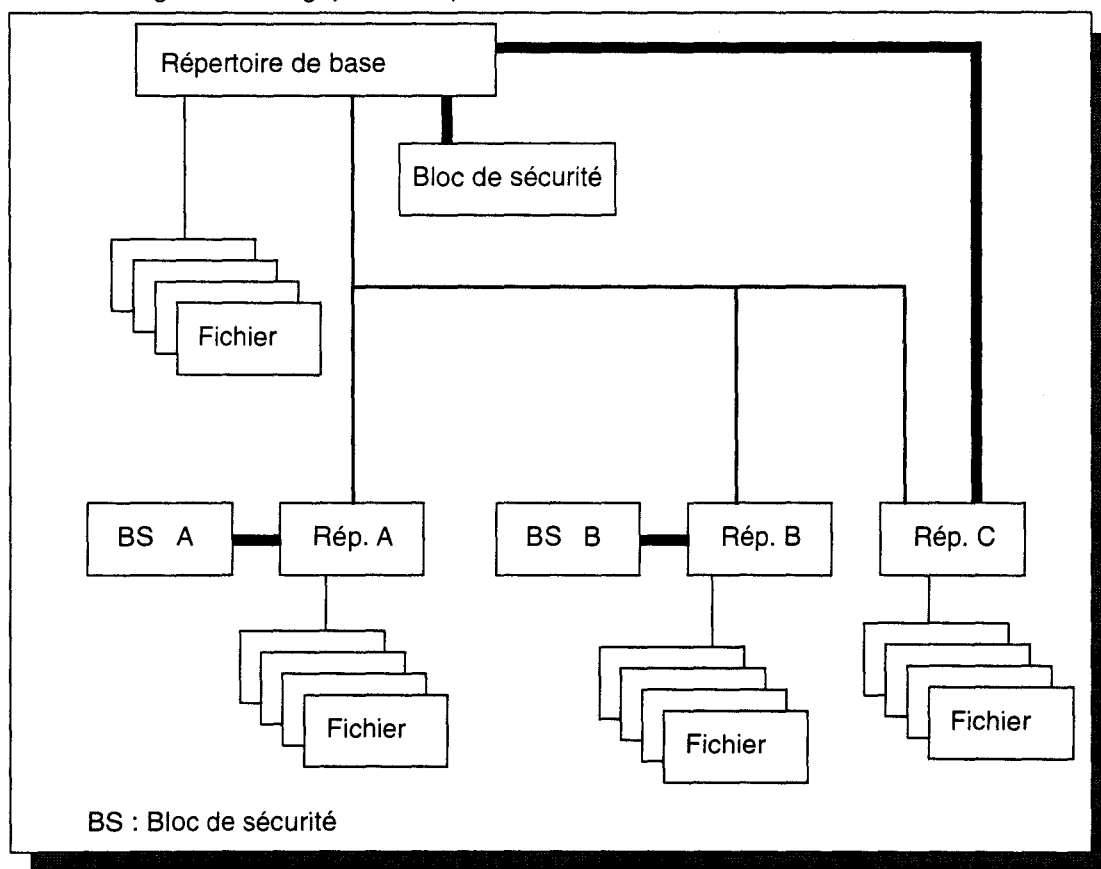 Répertoire de base
Bloc de sécurité
Fichier
BS A
Rép. A
BS B
Rép. B
Rép. C
Fichier
Fichier
Fichier
BS : Bloc de sécurité